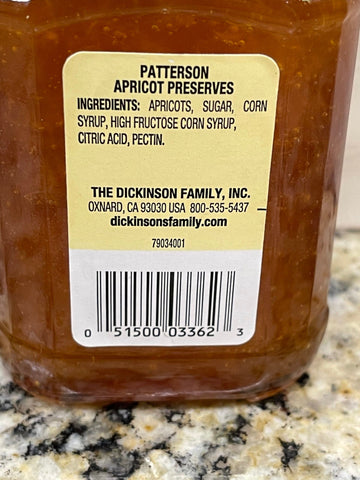 PATTERSON
APRICOT PRESERVES
INGREDIENTS: APRICOTS, SUGAR, CORN
SYRUP, HIGH FRUCTOSE CORN SYRUP,
CITRIC ACID, PECTIN.
THE DICKINSON FAMILY, INC.
OXNARD, CA 93030 USA 800-535-5437
dickinsonsfamily.com
79034001
0 51500 03362 3